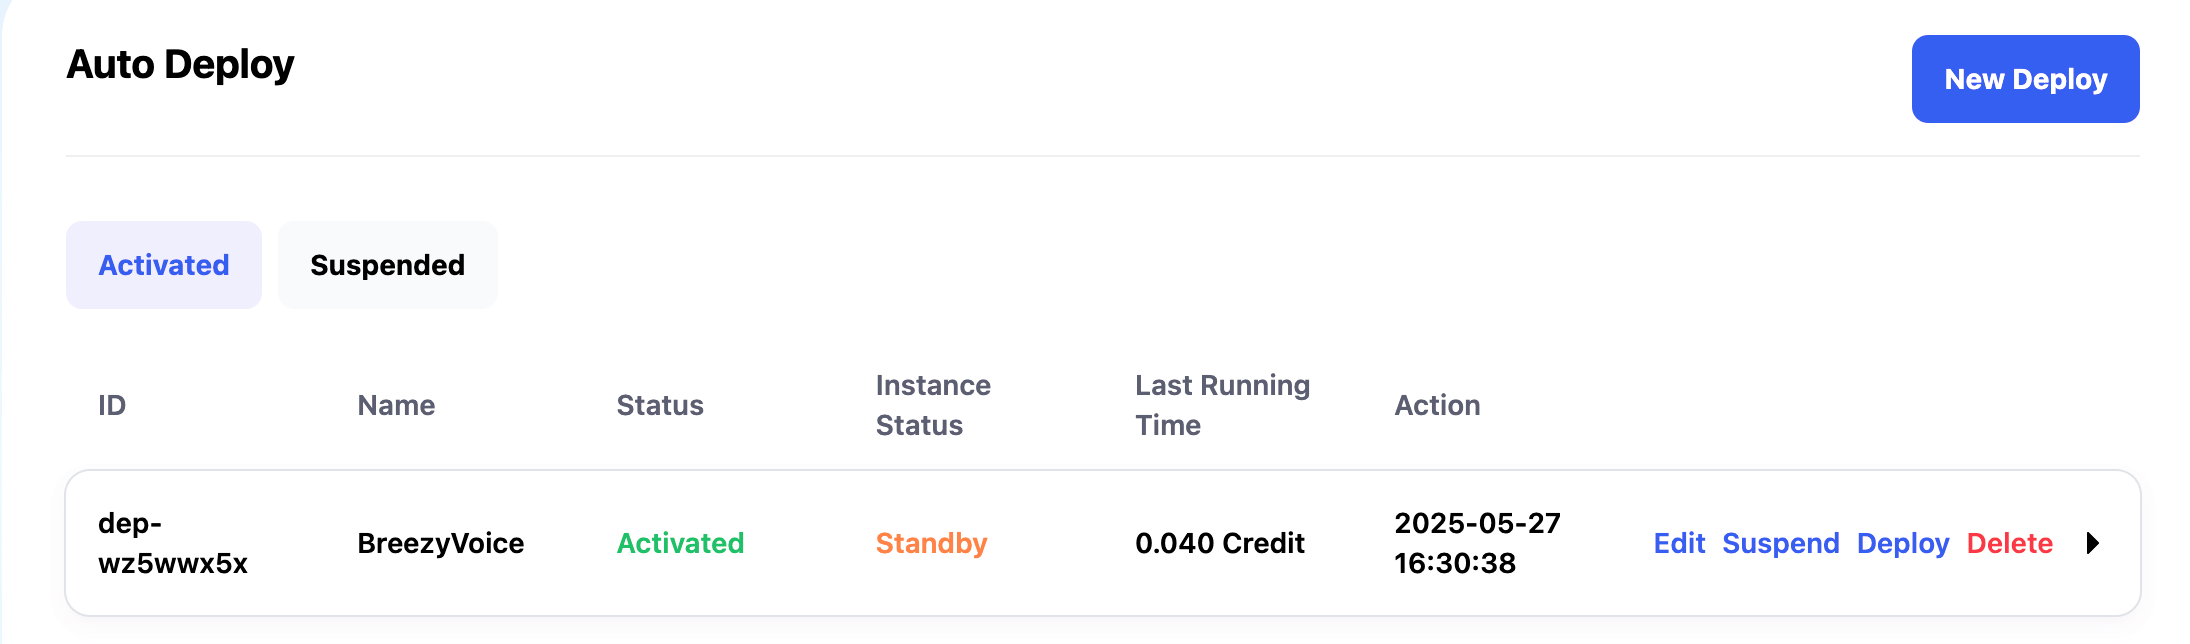 Auto Deploy
New Deploy
Activated
Suspended
ID
Name
Status
Instance
Status
Last Running
Time
Action
dep-
wz5wwx5x
BreezyVoice
Activated
Standby
0.040 Credit
2025-05-27
16:30:38
Edit Suspend Deploy Delete